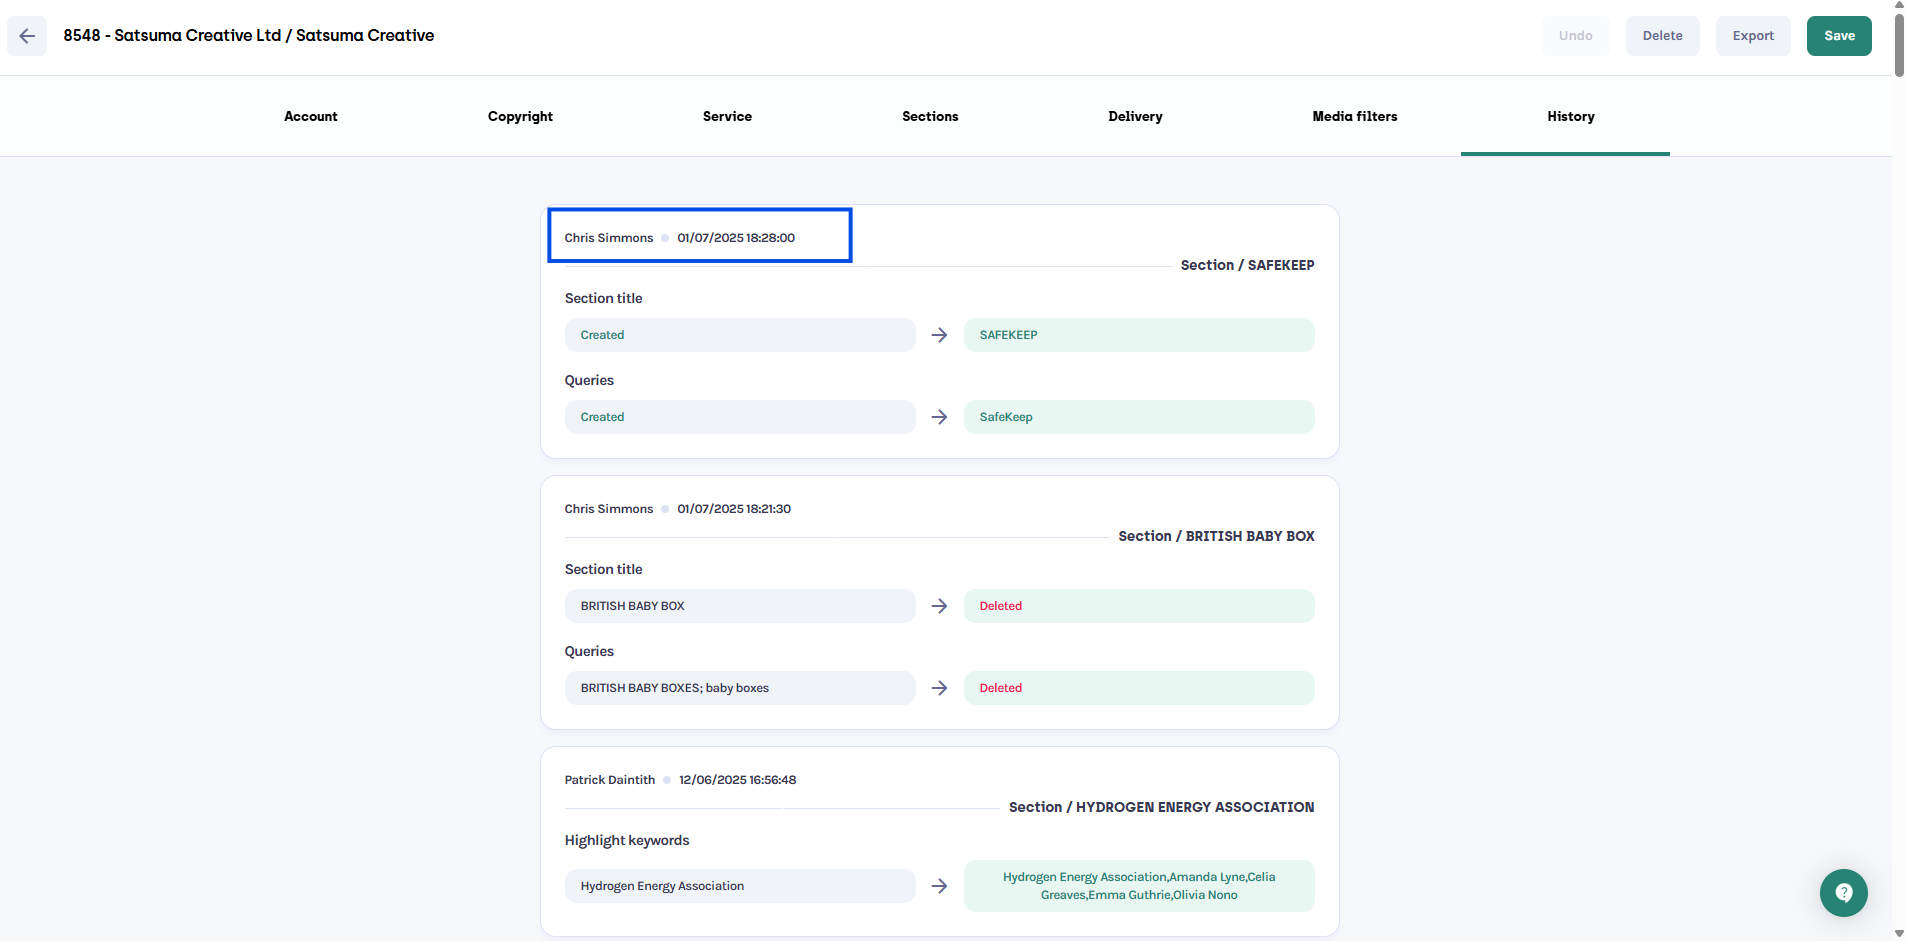 8548 - Satsuma Creative Ltd / Satsuma Creative
Undo
Delete
Export
Save
Account
Copyright
Service
Sections
Delivery
Media filters
History
Chris Simmons 01/07/2025 18:28:00
Section / SAFEKEEP
Section title
Created
SAFEKEEP
Queries
Created
SafeKeep
Chris Simmons 01/07/2025 18:21:30
Section / BRITISH BABY BOX
Section title
BRITISH BABY BOX
Deleted
Queries
BRITISH BABY BOXES; baby boxes
Deleted
Patrick Daintith 12/06/2025 16:56:48
Section / HYDROGEN ENERGY ASSOCIATION
Highlight keywords
Hydrogen Energy Association
Hydrogen Energy Association,Amanda Lyne,Celia
Greaves,Emma Guthrie,Olivia Nono
?